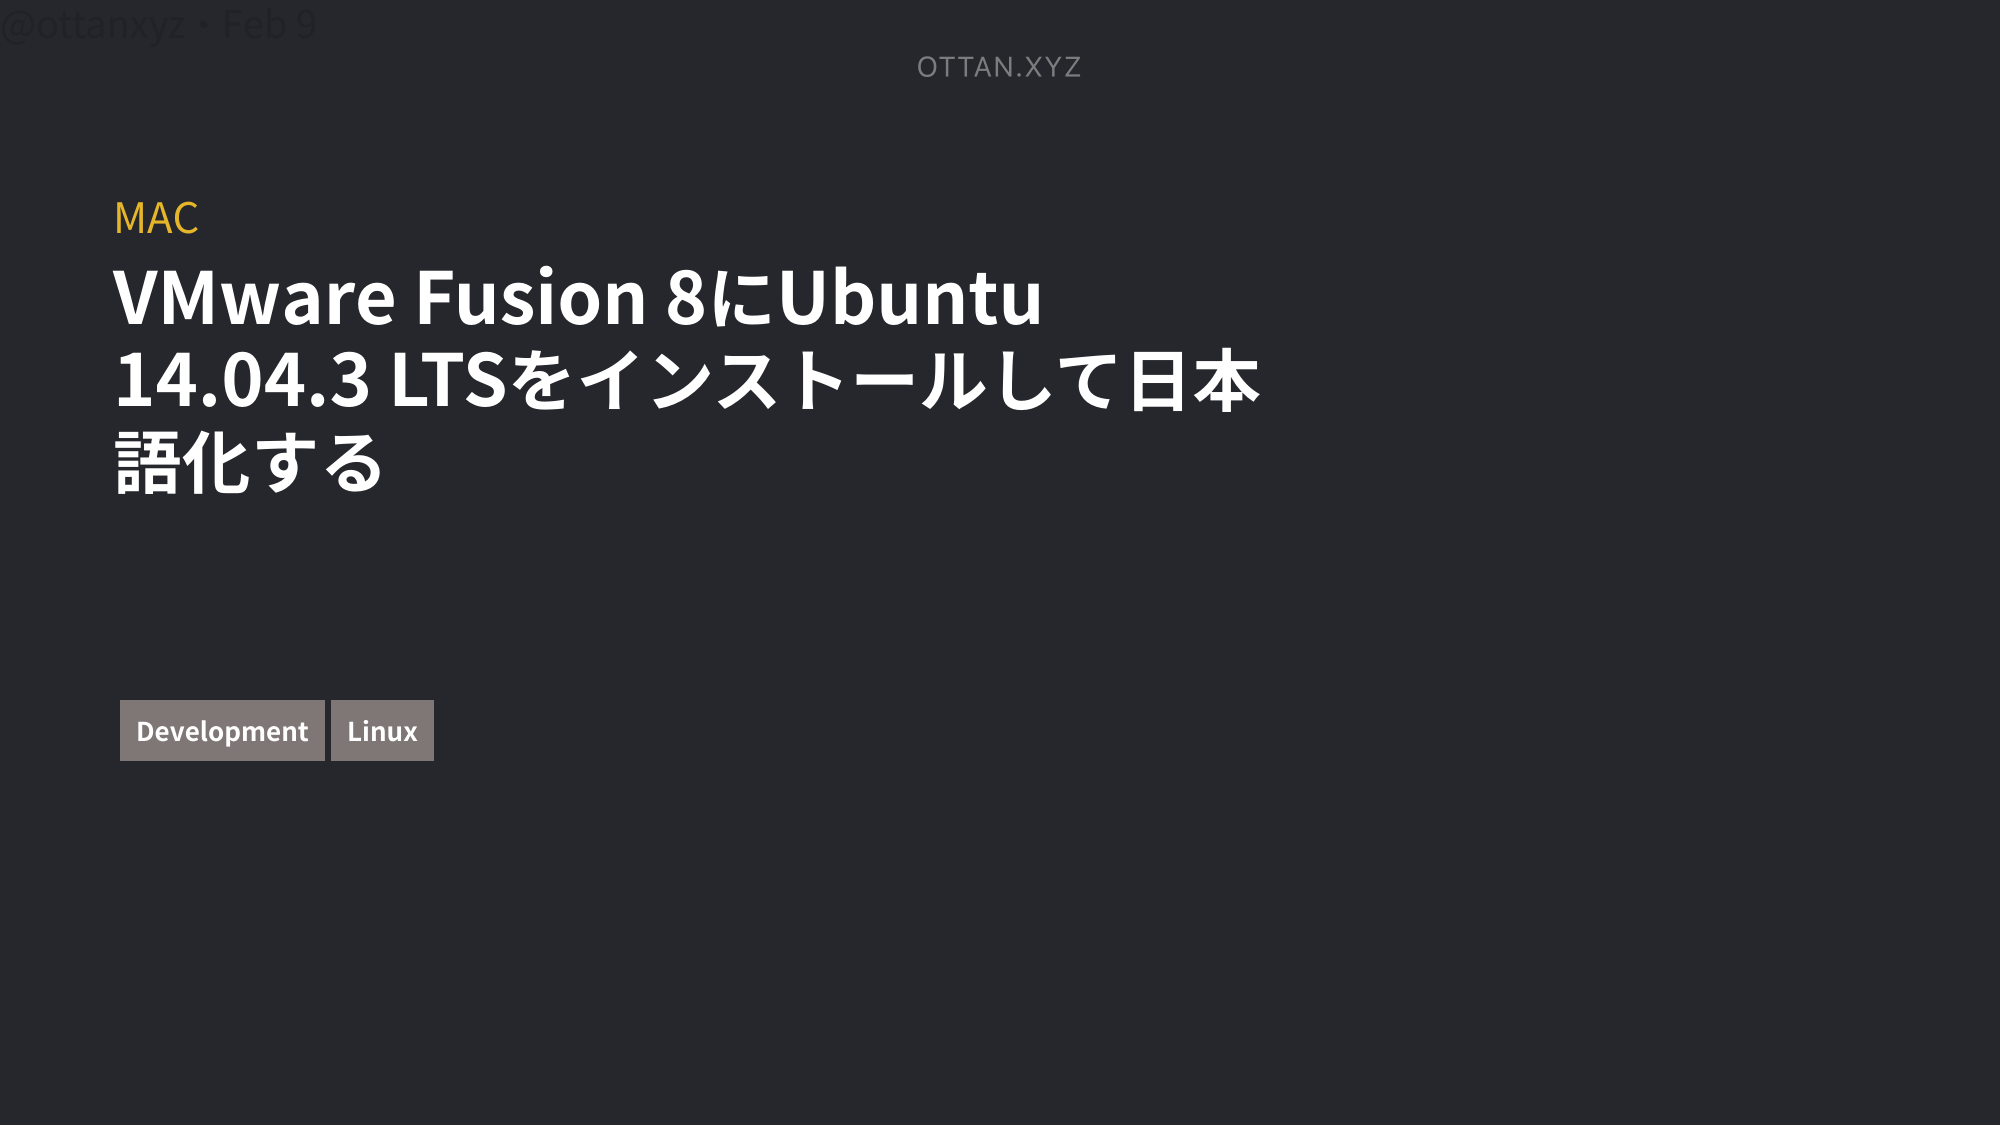 @ottanxyz・Feb 9
OTTAN.XYZ
MAC
VMware Fusion 8にUbuntu
14.04.3 LTSをインストールして日本
語化する
Development
Linux